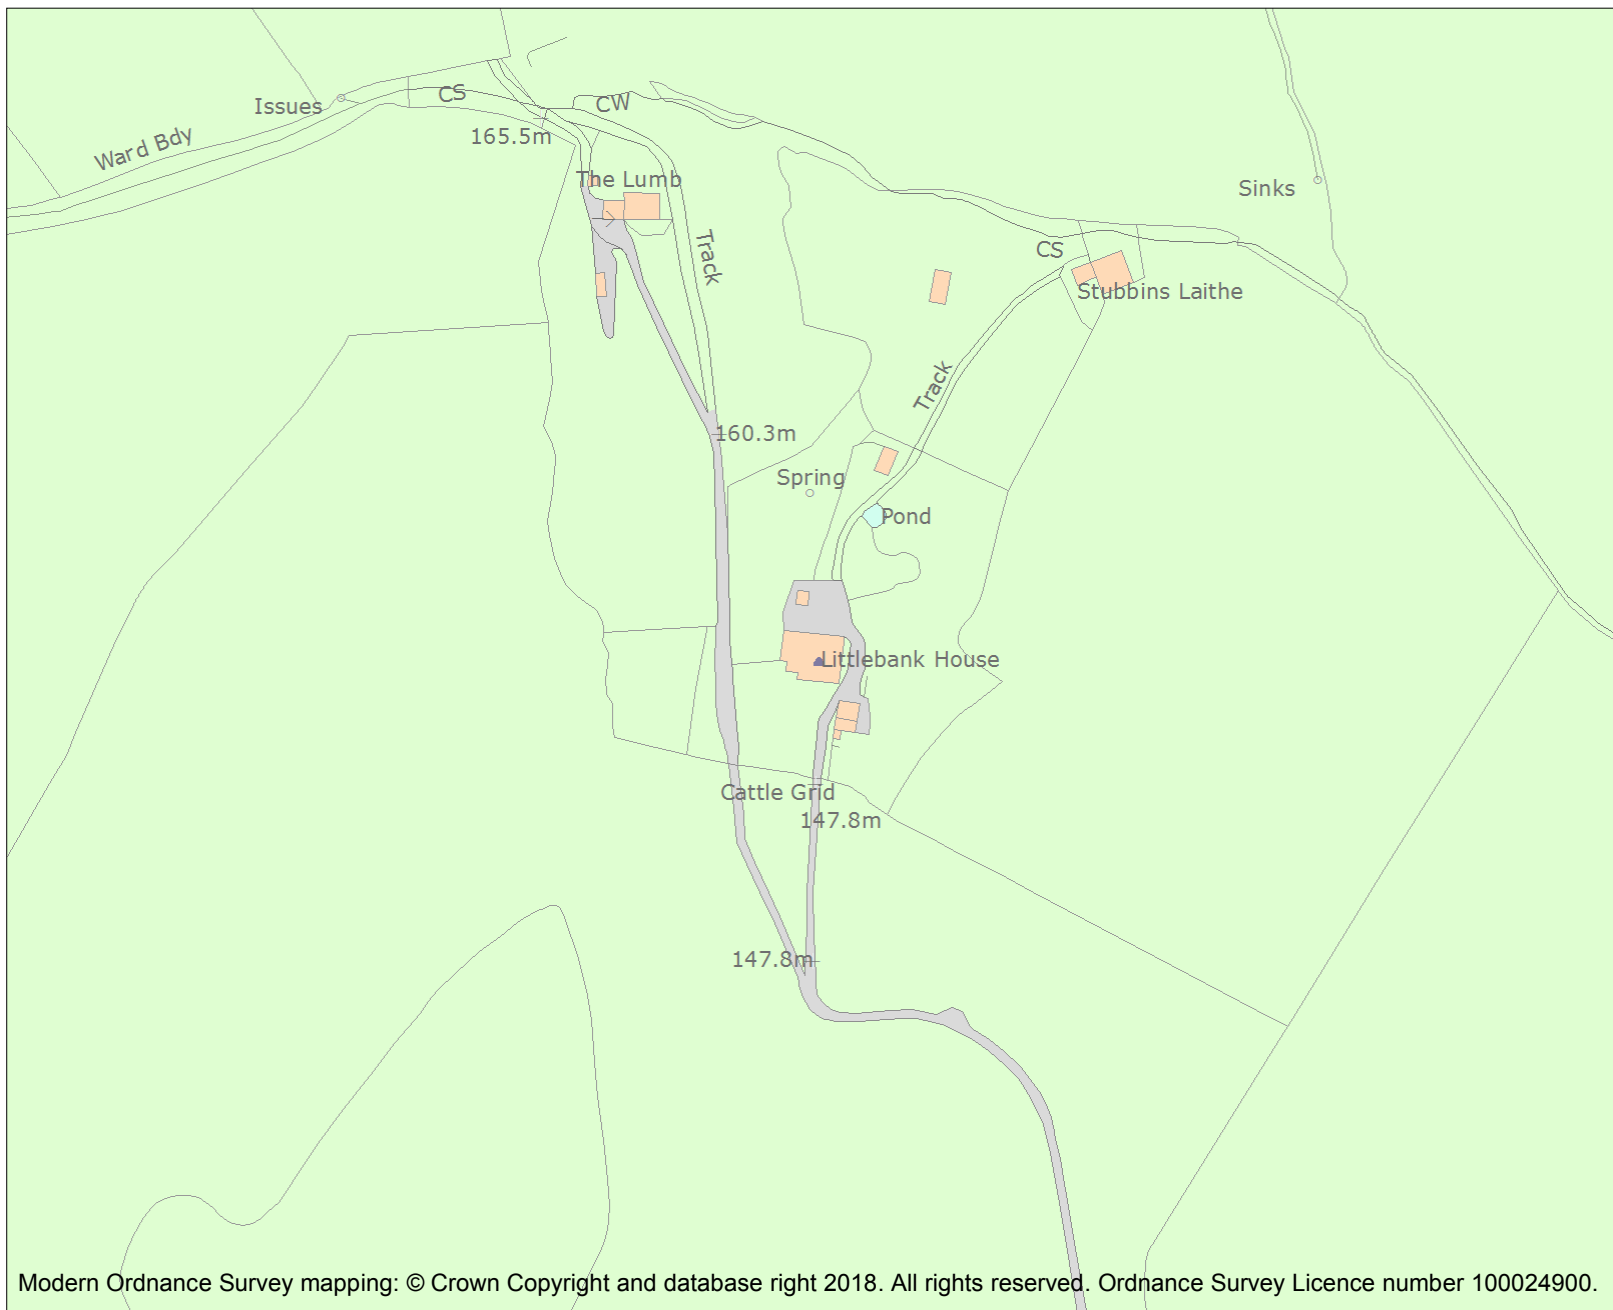 CS
CW
Issues
165.5m
Ward Bdy
The Lumb
Sinks
Track
CS
Stubbins Laithe
Track
160.3m
Spring
Pond
Littlebank House
Cattle Grid
147.8m
147.8m
Modern Ordnance Survey mapping: © Crown Copyright and database right 2018. All rights reserved. Ordnance Survey Licence number 100024900.